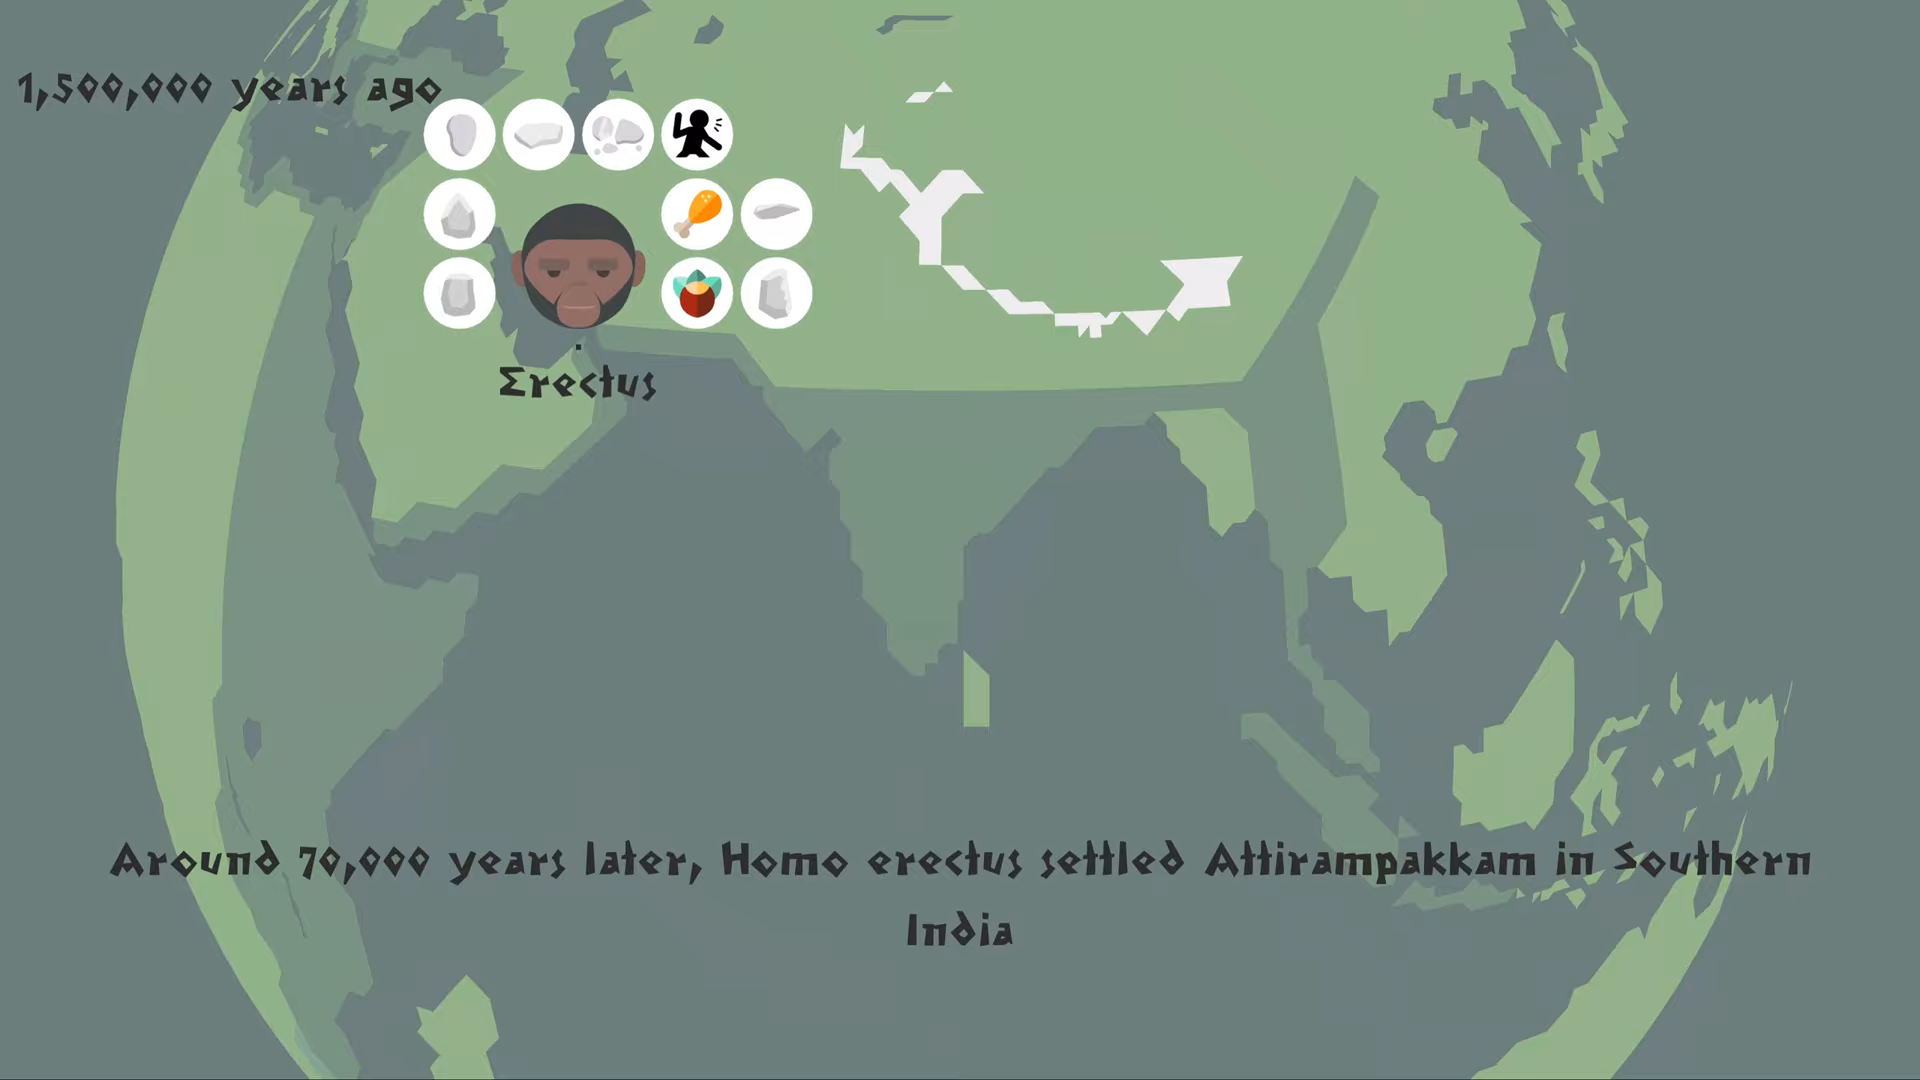 1,500,000 years ago
Erectus
Around 70,000 years later, Homo erectus settled Attirampakkam in Southern
India